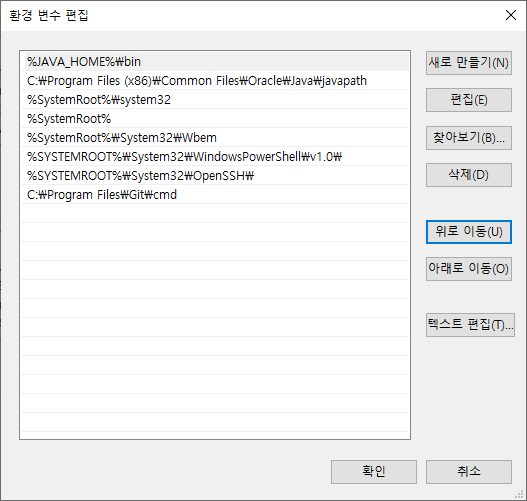 환경 변수 편집
%JAVA_HOME%₩bin
C:₩Program Files (x86)₩Common Files₩Oracle₩Java₩javapath
%SystemRoot%₩system32
%SystemRoot%
%SystemRoot%₩System32₩Wbem
%SYSTEMROOT%₩System32₩WindowsPowerShell₩v1.0₩
%SYSTEMROOT%₩System32₩OpenSSH₩
C:₩Program Files₩Git₩cmd
새로 만들기(N)
편집(E)
찾아보기(B)...
삭제(D)
위로 이동(U)
아래로 이동(O)
텍스트 편집(T)...
확인
취소